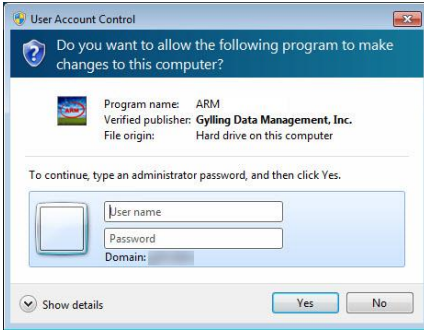 User Account Control
Do you want to allow the following program to make
changes to this computer?
ARM
Program name: ARM
Verified publisher: Gylling Data Management, Inc.
File origin: Hard drive on this computer
To continue, type an administrator password, and then click Yes.
User name
Password
Domain:
Show details
Yes
No